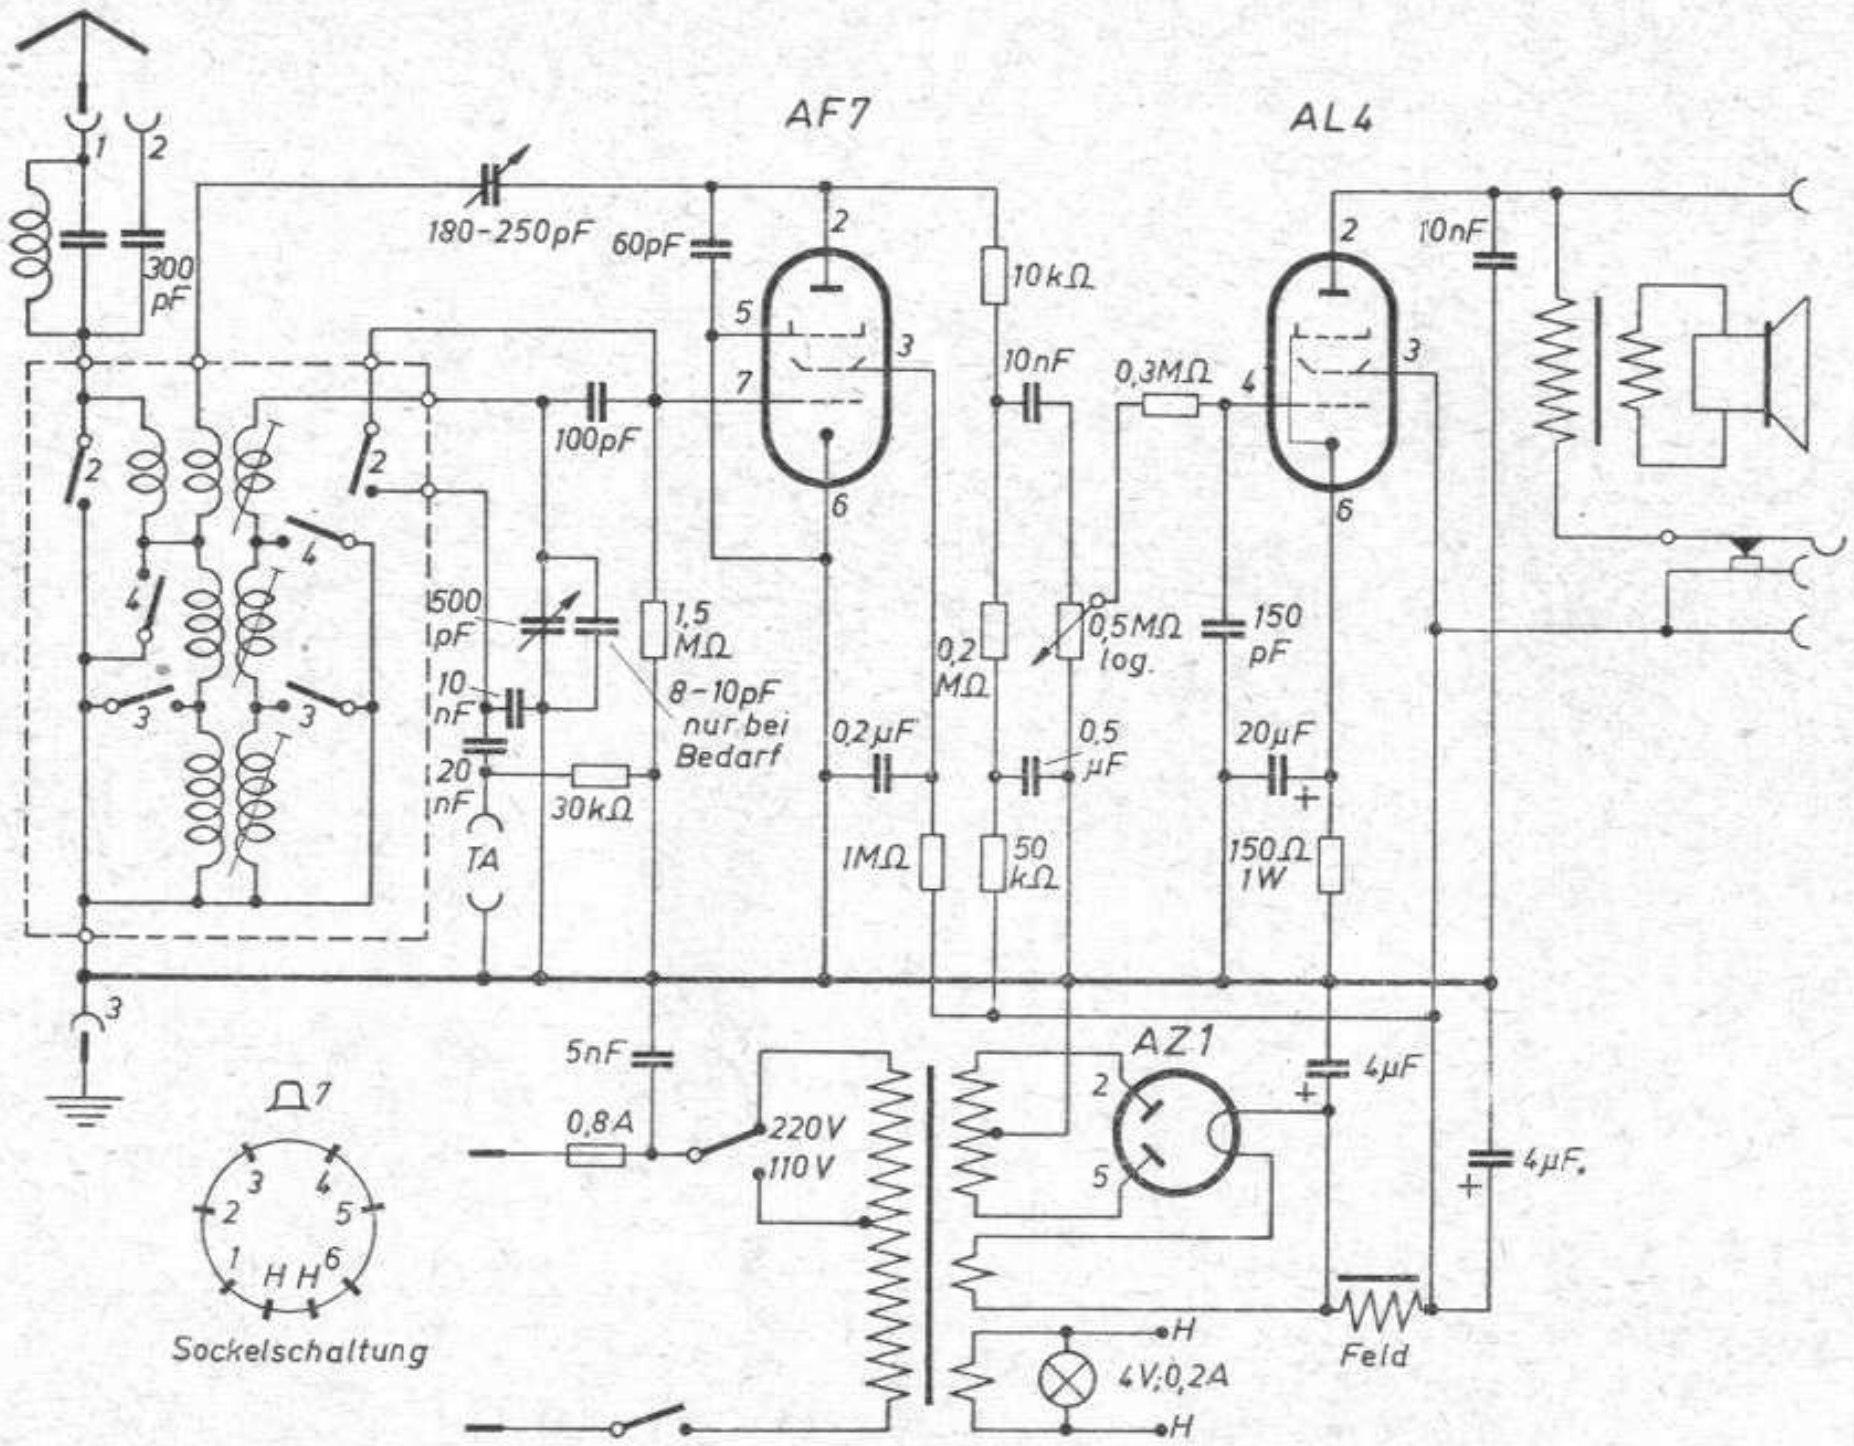 AF7
AL4
1
2
300
pF
180-250pF
60pF
2
5
3
7
6
10kΩ
10nF
0,3MΩ
2
4
3
6
10nF
100pF
2
2
4
4
3
3
500
pF
10
nF
20
nF
1,5
MΩ
8-10pF
nur bei
Bedarf
30kΩ
TA
0,2µF
1MΩ
0,2
MΩ
0,5MΩ
log.
0,5
µF
50
kΩ
150
pF
20µF
+
150Ω
1W
3
5nF
0,8A
220V
110V
AZ1
2
5
4µF
+
4µF.
+
Feld
H
4V;0,2A
H
7
3
4
2
5
1
6
H H
Sockelschaltung